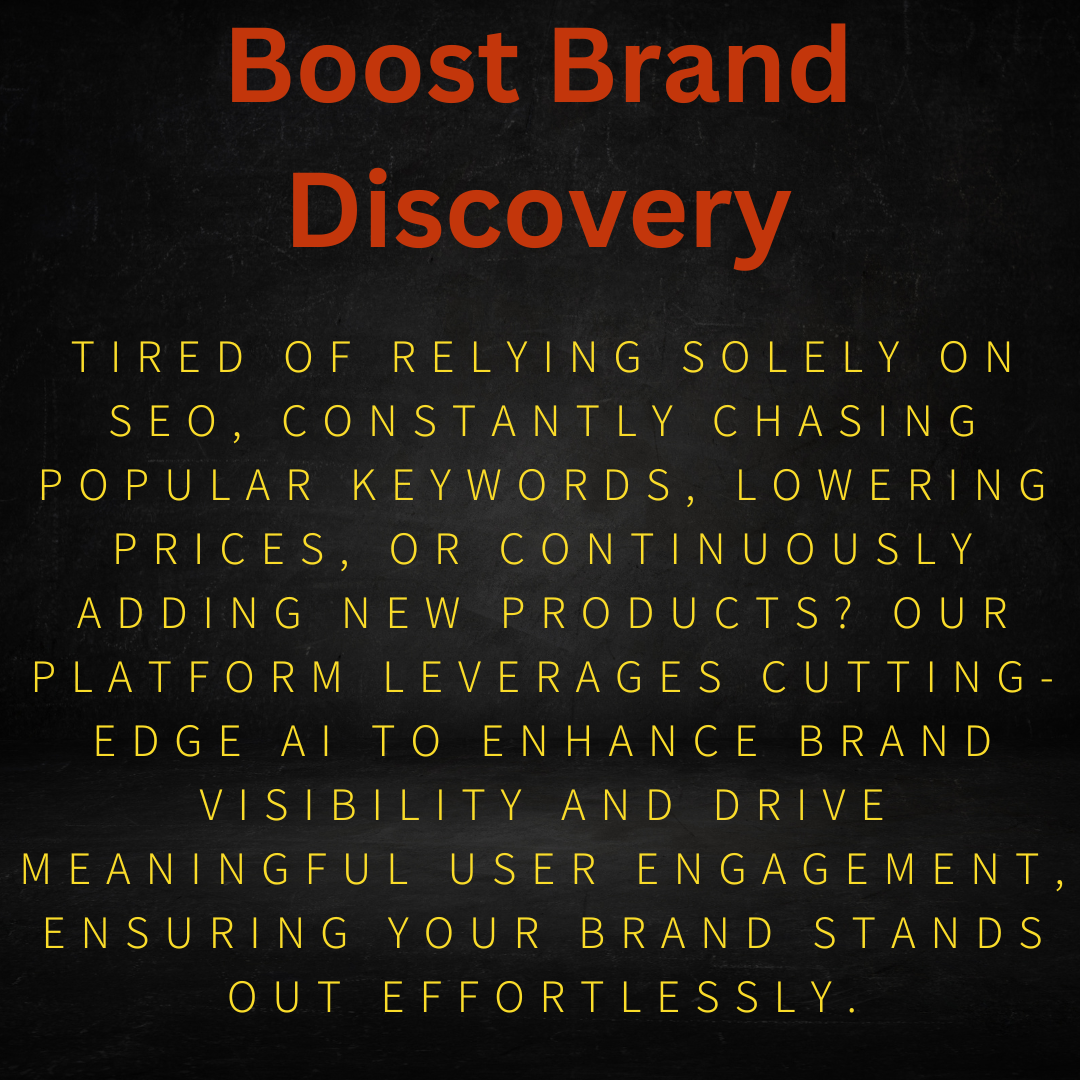 Boost Brand
Discovery
TIRED OF RELYING SOLELY ON
SEO, CONSTANTLY CHASING
POPULAR KEYWORDS, LOWERING
PRICES, OR CONTINUOUSLY
ADDING NEW PRODUCTS? OUR
PLATFORM LEVERAGES CUTTING-
EDGE AI TO ENHANCE BRAND
VISIBILITY AND DRIVE
MEANINGFUL USER ENGAGEMENT,
ENSURING YOUR BRAND STANDS
OUT EFFORTLESSLY.